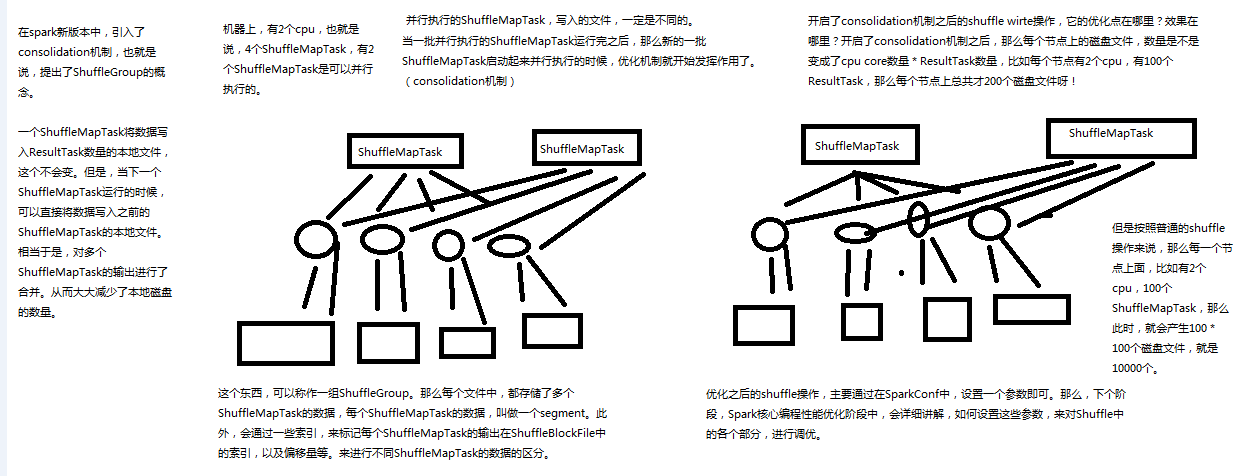 在spark新版本中，引入了
consolidation机制，也就是
说，提出了ShuffleGroup的概
念。
一个ShuffleMapTask将数据写
入ResultTask数量的本地文件，
这个不会变。但是，当下一个
ShuffleMapTask运行的时候，
可以直接将数据写入之前的
ShuffleMapTask的本地文件。
相当于是，对多个
ShuffleMapTask的输出进行了
合并。从而大大减少了本地磁盘
的数量。
机器上，有2个cpu，也就是
说，4个ShuffleMapTask，有2
个ShuffleMapTask是可以并行
执行的。
并行执行的ShuffleMapTask，写入的文件，一定是不同的。
当一批并行执行的ShuffleMapTask运行完之后，那么新的一批
ShuffleMapTask启动起来并行执行的时候，优化机制就开始发挥作用了。
（consolidation机制）
开启了consolidation机制之后的shuffle wirte操作，它的优化点在哪里？效果在
哪里？开启了consolidation机制之后，那么每个节点上的磁盘文件，数量是不是
变成了cpu core数量 * ResultTask数量，比如每个节点有2个cpu，有100个
ResultTask，那么每个节点上总共才200个磁盘文件呀！
ShuffleMapTask
ShuffleMapTask
ShuffleMapTask
ShuffleMapTask
但是按照普通的shuffle
操作来说，那么每一个节
点上面，比如有2个
cpu，100个
ShuffleMapTask，那么
此时，就会产生100 *
100个磁盘文件，就是
10000个。
这个东西，可以称作一组ShuffleGroup。那么每个文件中，都存储了多个
ShuffleMapTask的数据，每个ShuffleMapTask的数据，叫做一个segment。此
外，会通过一些索引，来标记每个ShuffleMapTask的输出在ShuffleBlockFile中
的索引，以及偏移量等。来进行不同ShuffleMapTask的数据的区分。
优化之后的shuffle操作，主要通过在SparkConf中，设置一个参数即可。那么，下个阶
段，Spark核心编程性能优化阶段中，会详细讲解，如何设置这些参数，来对Shuffle中
的各个部分，进行调优。